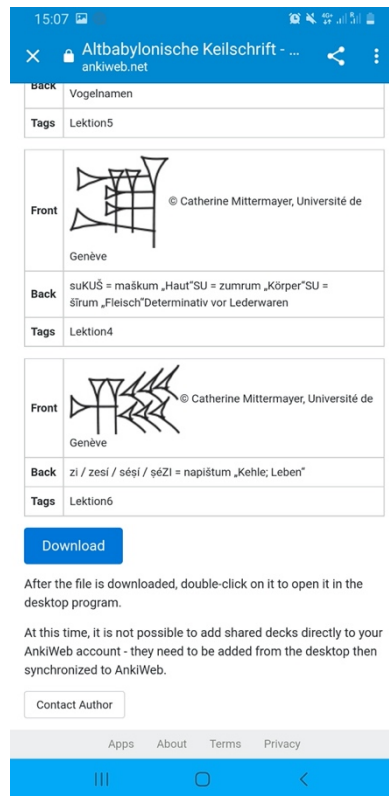 15:07
Altbabylonische Keilschrift - ...
ankiweb.net
Back
Vogelnamen
Tags
Lektion5
Front
© Catherine Mittermayer, Université de
Genève
Back
suKUŠ = maškum „Haut“SU = zumrum „Körper“SU =
šīrum „Fleisch“Determinativ vor Lederwaren
Tags
Lektion4
Front
© Catherine Mittermayer, Université de
Genève
Back
zi / zesí / séṣí / ṣéZI = napištum „Kehle; Leben“
Tags
Lektion6
Download
After the file is downloaded, double-click on it to open it in the
desktop program.
At this time, it is not possible to add shared decks directly to your
AnkiWeb account - they need to be added from the desktop then
synchronized to AnkiWeb.
Contact Author
Apps About Terms Privacy